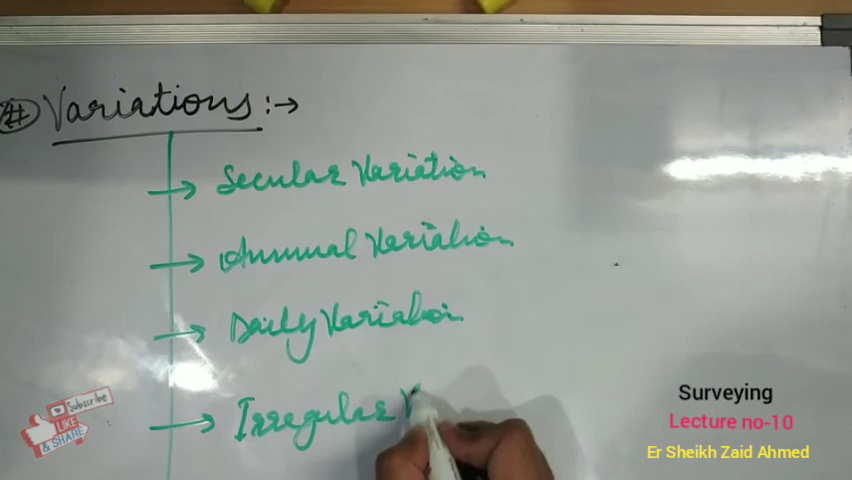 # Variations :→
→ Secular Variation
→ Annual Variation
→ Daily Variation
→ Irregular V
Subscribe
LIKE
& SHARE
Surveying
Lecture no-10
Er Sheikh Zaid Ahmed